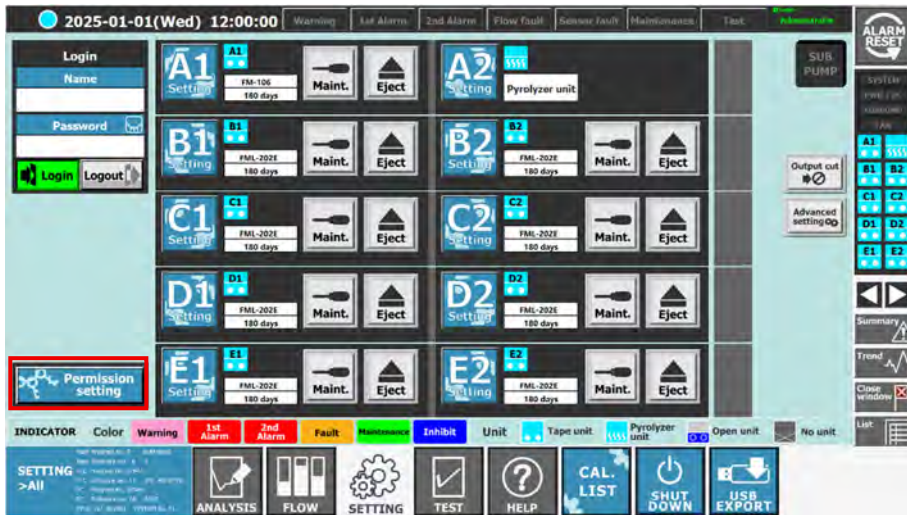 2025-01-01(Wed) 12:00:00
Warning
1st Alarm
2nd Alarm
Flow fault
Sensor fault
Maintenance
Test
ALARM
RESET
Login
Name
Password
Login
Logout
Permission
setting
A1
Setting
A1
FM-106
180 days
Maint.
Eject
A2
Setting
Pyrolyzer unit
B1
Setting
B1
FML-202E
180 days
Maint.
Eject
B2
Setting
B2
FML-202E
180 days
Maint.
Eject
C1
Setting
C1
FML-202E
180 days
Maint.
Eject
C2
Setting
C2
FML-202E
180 days
Maint.
Eject
D1
Setting
D1
FML-202E
180 days
Maint.
Eject
D2
Setting
D2
FML-202E
180 days
Maint.
Eject
E1
Setting
E1
FML-202E
180 days
Maint.
Eject
E2
Setting
E2
FML-202E
180 days
Maint.
Eject
SUB
PUMP
Output cut
Advanced
setting
SYSTEM
FAN
A1
B1 B2
C1 C2
D1 D2
E1 E2
Summary
Trend
Close
window
List
INDICATOR Color Warning 1st Alarm 2nd Alarm Fault Maintenance Inhibit Unit Tape unit Pyrolyzer unit Open unit No unit
SETTING
>All
ANALYSIS
FLOW
SETTING
TEST
HELP
CAL.
LIST
SHUT
DOWN
USB
EXPORT